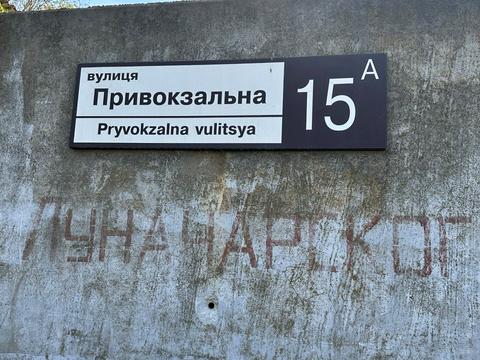 вулиця
Привокзальна
Pryvokzalna vulitsya
15 А
ЛУНАЧАРСКОГ